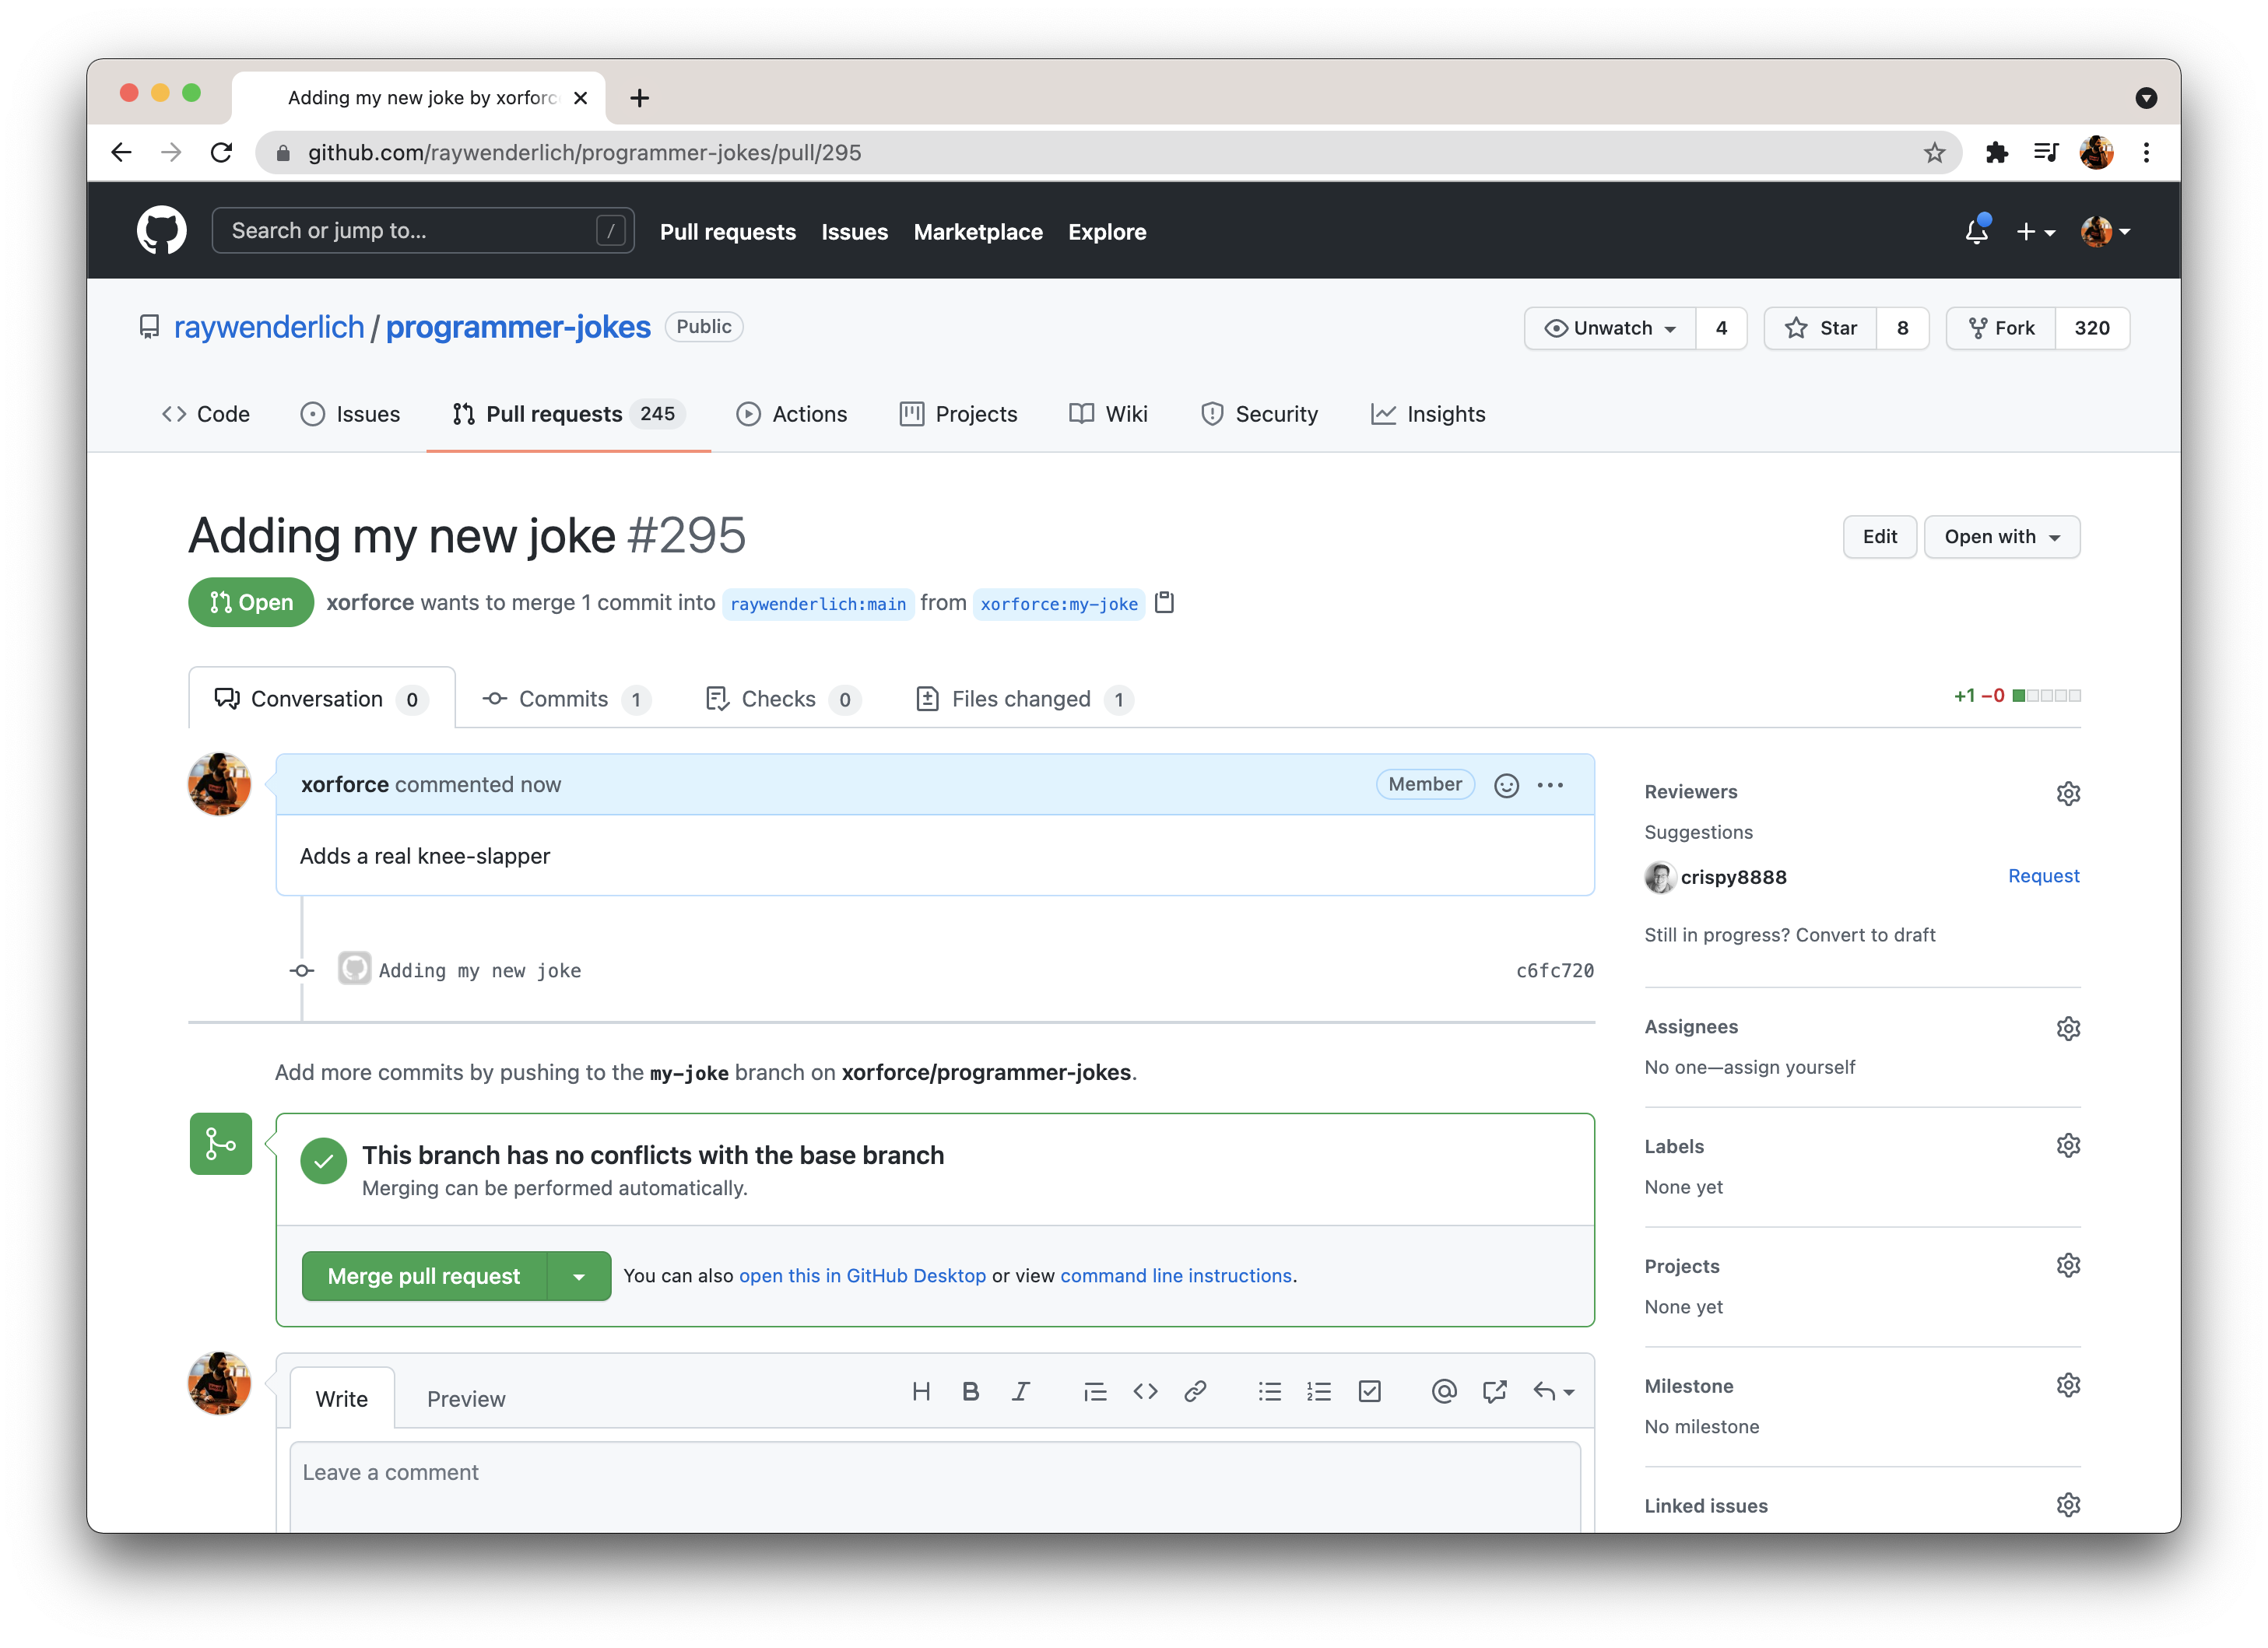 Adding my new joke by xorforc
github.com/raywenderlich/programmer-jokes/pull/295
Search or jump to... / Pull requests Issues Marketplace Explore
raywenderlich / programmer-jokes Public Unwatch 4 Star 8 Fork 320
Code Issues Pull requests 245 Actions Projects Wiki Security Insights
Adding my new joke #295 Edit Open with
Open xorforce wants to merge 1 commit into raywenderlich:main from xorforce:my-joke
Conversation 0 Commits 1 Checks 0 Files changed 1 +1 −0
xorforce commented now Member
Adds a real knee-slapper
Adding my new joke c6fc720
Add more commits by pushing to the my-joke branch on xorforce/programmer-jokes.
This branch has no conflicts with the base branch
Merging can be performed automatically.
Merge pull request You can also open this in GitHub Desktop or view command line instructions.
Write Preview
Leave a comment
Reviewers
Suggestions
crispy8888 Request
Still in progress? Convert to draft
Assignees
No one—assign yourself
Labels
None yet
Projects
None yet
Milestone
No milestone
Linked issues